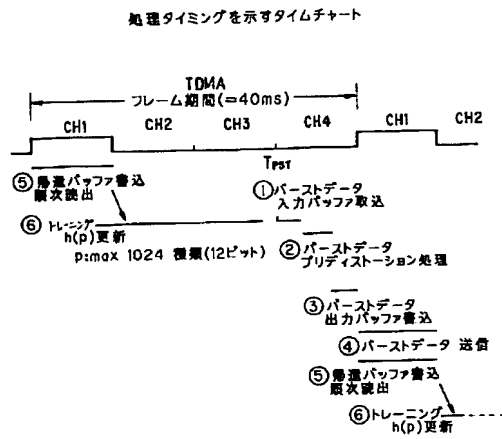 処理タイミングを示すタイムチャート
TDMA
フレーム期間(=40ms)
CH1 CH2 CH3 CH4 CH1 CH2
TPST
⑤帰還バッファ書込
順次読出
①バーストデータ
入力バッファ取込
⑥トレーニング
h(p)更新
p:max 1024 種類(12ビット)
②バーストデータ
プリディストーション処理
③バーストデータ
出力バッファ書込
④バーストデータ 送信
⑤帰還バッファ書込
順次読出
⑥トレーニング
h(p)更新